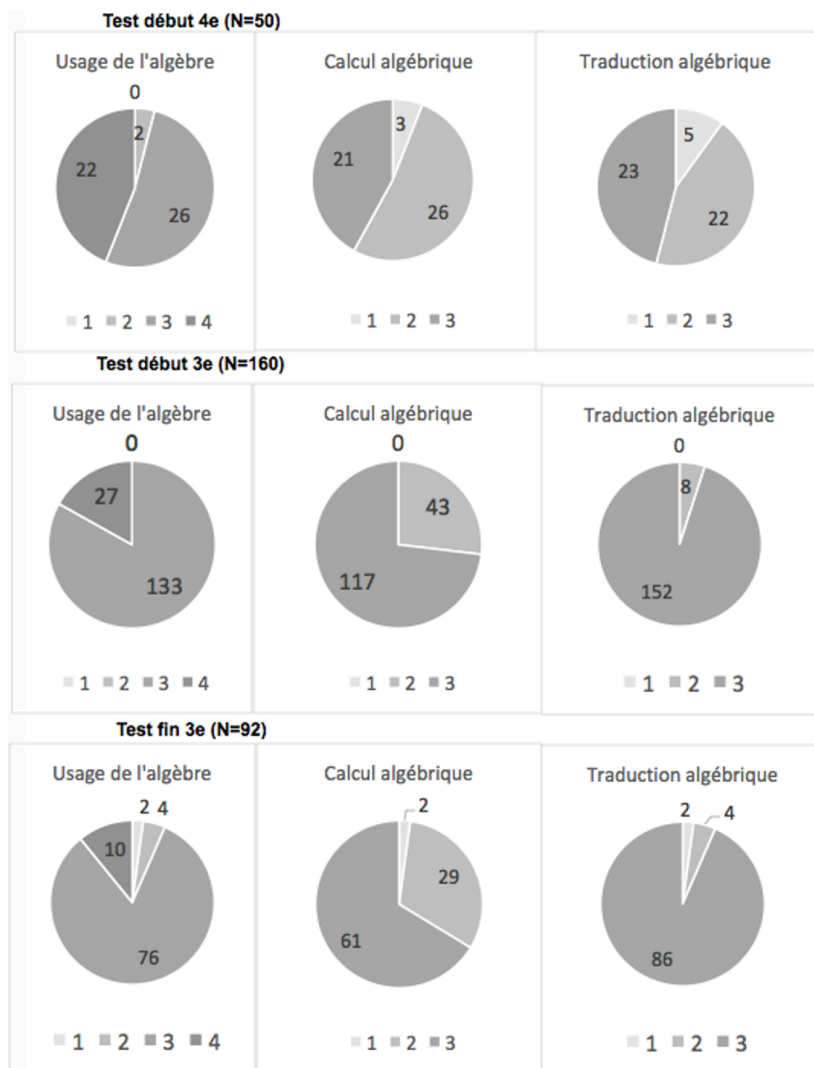 Test début 4e (N=50)
Usage de l'algèbre
0
2
22
26
1 2 3 4
Calcul algébrique
3
21
26
1 2 3
Traduction algébrique
5
23
22
1 2 3
Test début 3e (N=160)
Usage de l'algèbre
0
27
133
1 2 3 4
Calcul algébrique
0
43
117
1 2 3
Traduction algébrique
0
8
152
1 2 3
Test fin 3e (N=92)
Usage de l'algèbre
2 4
10
76
1 2 3 4
Calcul algébrique
2
29
61
1 2 3
Traduction algébrique
2 4
86
1 2 3